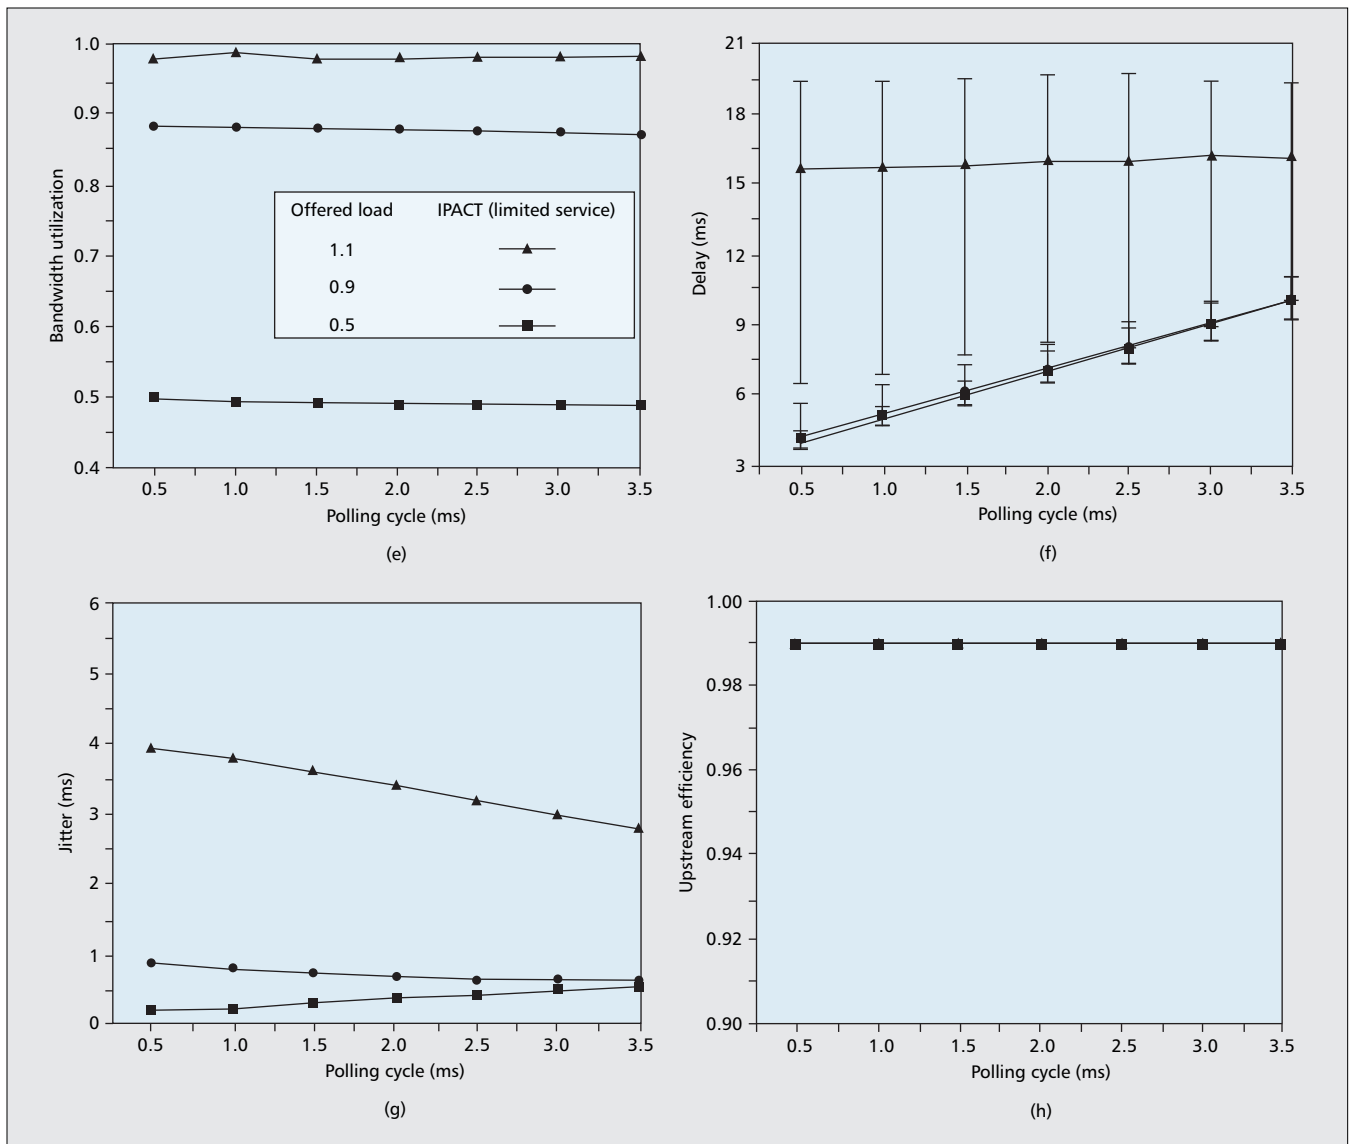 1.0
0.9
0.8
0.7
0.6
0.5
0.4
Bandwidth utilization
Offered load IPACT (limited service)
1.1
0.9
0.5
0.5 1.0 1.5 2.0 2.5 3.0 3.5
Polling cycle (ms)
(e)
21
18
15
12
9
6
3
Delay (ms)
0.5 1.0 1.5 2.0 2.5 3.0 3.5
Polling cycle (ms)
(f)
6
5
4
3
2
1
0
Jitter (ms)
0.5 1.0 1.5 2.0 2.5 3.0 3.5
Polling cycle (ms)
(g)
1.00
0.98
0.96
0.94
0.92
0.90
Upstream efficiency
0.5 1.0 1.5 2.0 2.5 3.0 3.5
Polling cycle (ms)
(h)